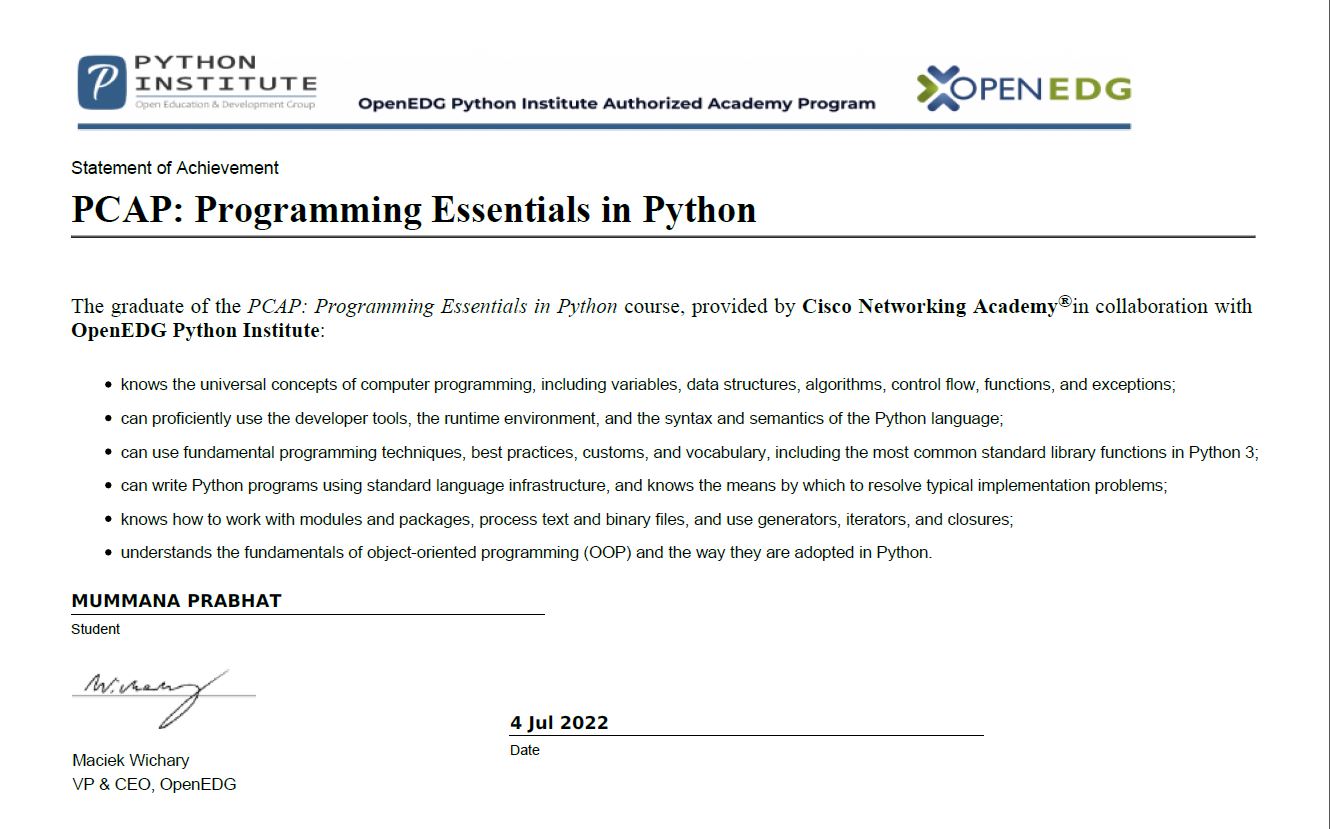 PYTHON
INSTITUTE
Open Education & Development Group
OpenEDG Python Institute Authorized Academy Program
OPENEDG
Statement of Achievement
PCAP: Programming Essentials in Python
The graduate of the PCAP: Programming Essentials in Python course, provided by Cisco Networking Academy®in collaboration with
OpenEDG Python Institute:
• knows the universal concepts of computer programming, including variables, data structures, algorithms, control flow, functions, and exceptions;
• can proficiently use the developer tools, the runtime environment, and the syntax and semantics of the Python language;
• can use fundamental programming techniques, best practices, customs, and vocabulary, including the most common standard library functions in Python 3;
• can write Python programs using standard language infrastructure, and knows the means by which to resolve typical implementation problems;
• knows how to work with modules and packages, process text and binary files, and use generators, iterators, and closures;
• understands the fundamentals of object-oriented programming (OOP) and the way they are adopted in Python.
MUMMANA PRABHAT
Student
W.Wichary
4 Jul 2022
Date
Maciek Wichary
VP & CEO, OpenEDG